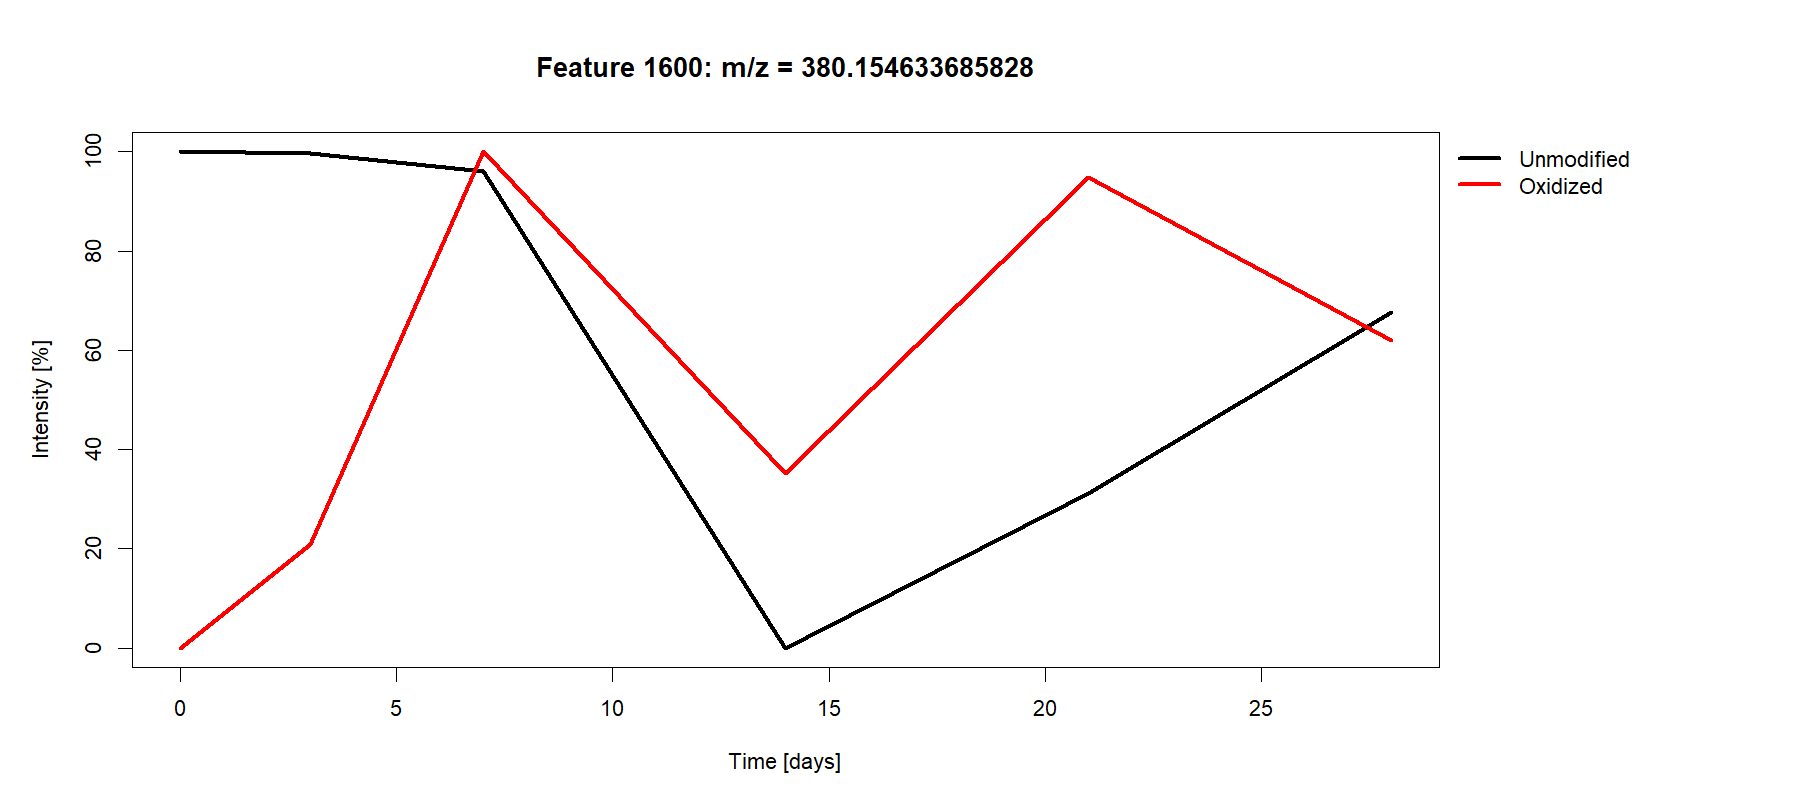 Feature 1600: m/z = 380.154633685828
Unmodified
Oxidized
100
80
60
40
20
0
Intensity [%]
0 5 10 15 20 25
Time [days]